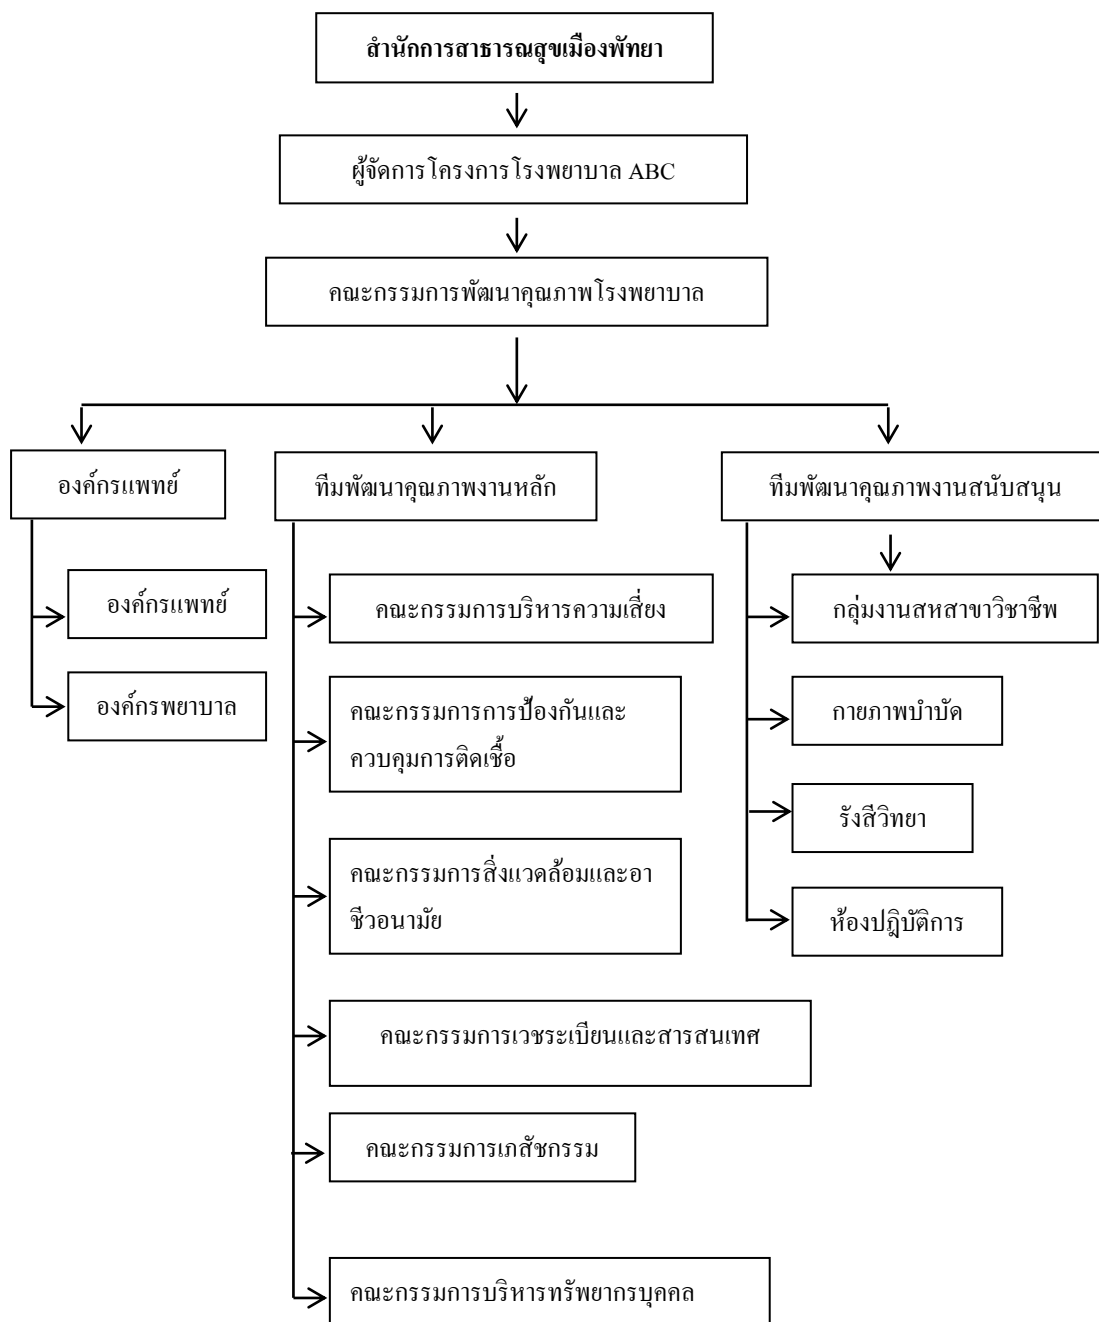 สำนักการสาธารณสุขเมืองพัทยา
ผู้จัดการโครงการโรงพยาบาล ABC
คณะกรรมการพัฒนาคุณภาพโรงพยาบาล
องค์กรแพทย์
ทีมพัฒนาคุณภาพงานหลัก
ทีมพัฒนาคุณภาพงานสนับสนุน
องค์กรแพทย์
องค์กรพยาบาล
คณะกรรมการบริหารความเสี่ยง
คณะกรรมการการป้องกันและ
ควบคุมการติดเชื้อ
คณะกรรมการสิ่งแวดล้อมและอา
ชีวอนามัย
คณะกรรมการเวชระเบียนและสารสนเทศ
คณะกรรมการเภสัชกรรม
คณะกรรมการบริหารทรัพยากรบุคคล
กลุ่มงานสหสาขาวิชาชีพ
กายภาพบำบัด
รังสีวิทยา
ห้องปฎิบัติการ